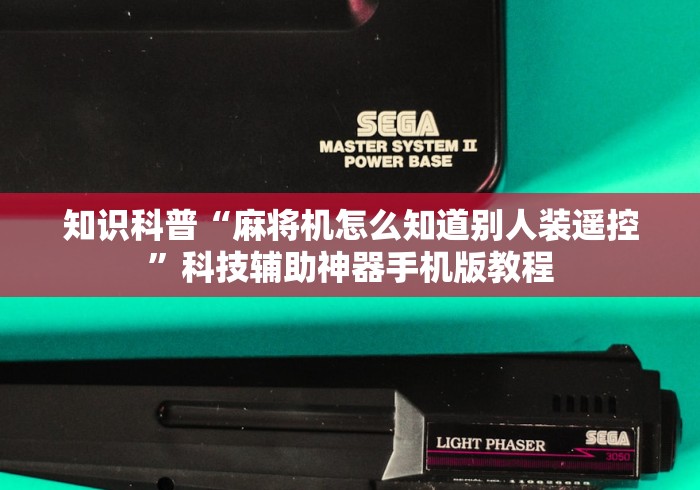 SEGA
MASTER SYSTEM II
POWER BASE
知识科普“麻将机怎么知道别人装遥控
”科技辅助神器手机版教程
LIGHT PHASER
SEGA
3050